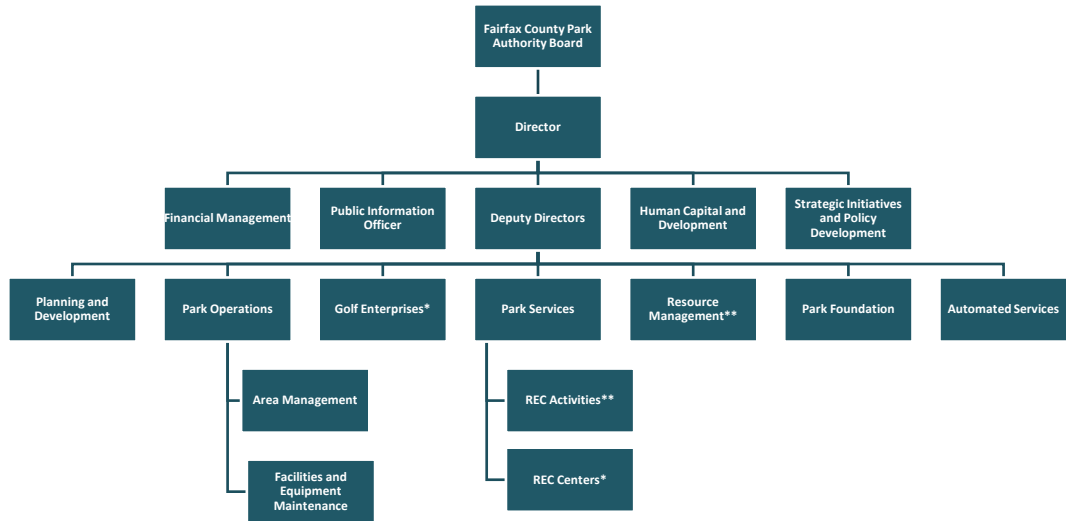 Fairfax County Park
Authority Board
Director
Financial Management
Public Information
Officer
Deputy Directors
Human Capital and
Dvelopment
Strategic Initiatives
and Policy
Development
Planning and
Development
Park Operations
Golf Enterprises*
Park Services
Resource
Management**
Park Foundation
Automated Services
Area Management
REC Activities**
Facilities and
Equipment
Maintenance
REC Centers*